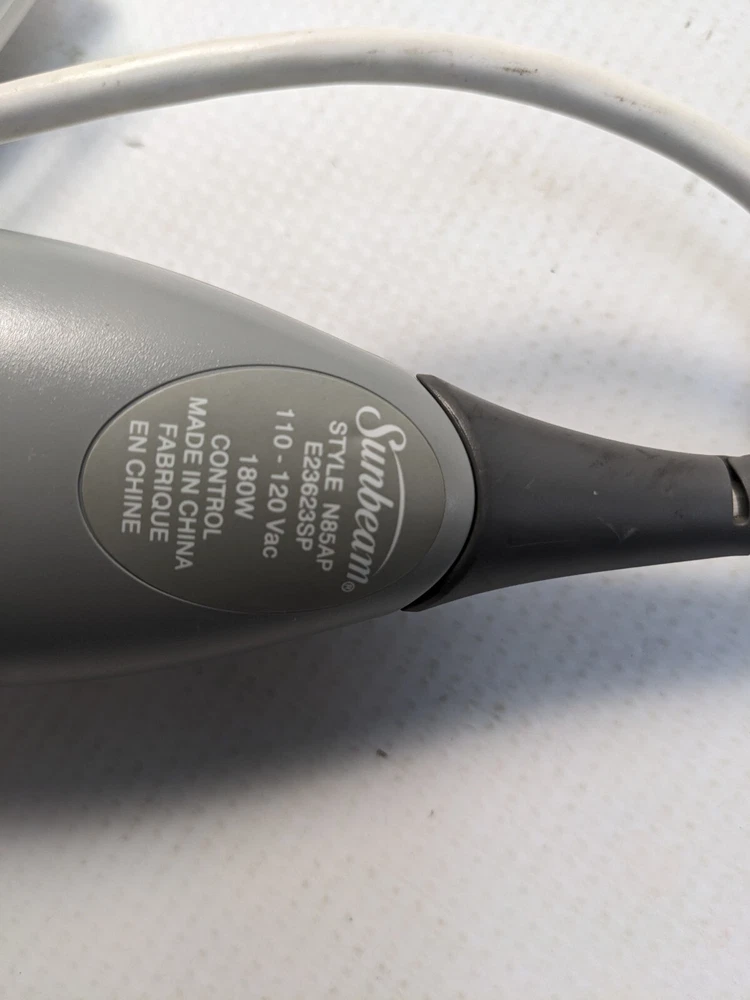 Sunbeam®
STYLE N85AP
E23623SP
110 - 120 Vac
180W
CONTROL
MADE IN CHINA
FABRIQUE
EN CHINE